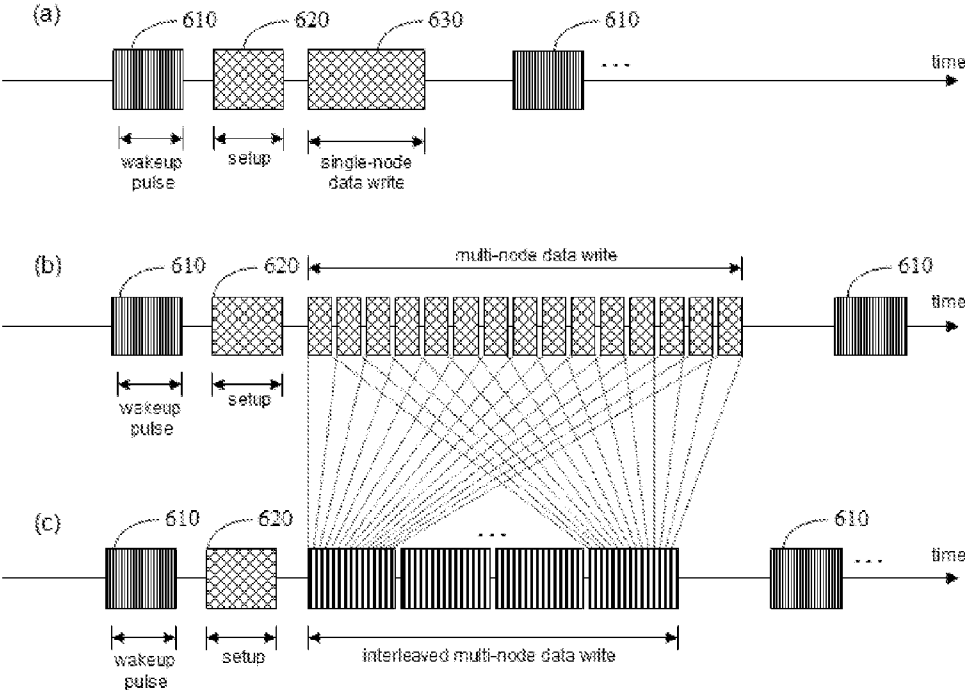 (a)
610
620
630
610
...
time
wakeup
pulse
setup
single-node
data write
(b)
610
620
multi-node data write
610
time
wakeup
pulse
setup
(c)
610
620
...
610
...
time
wakeup
pulse
setup
interleaved multi-node data write